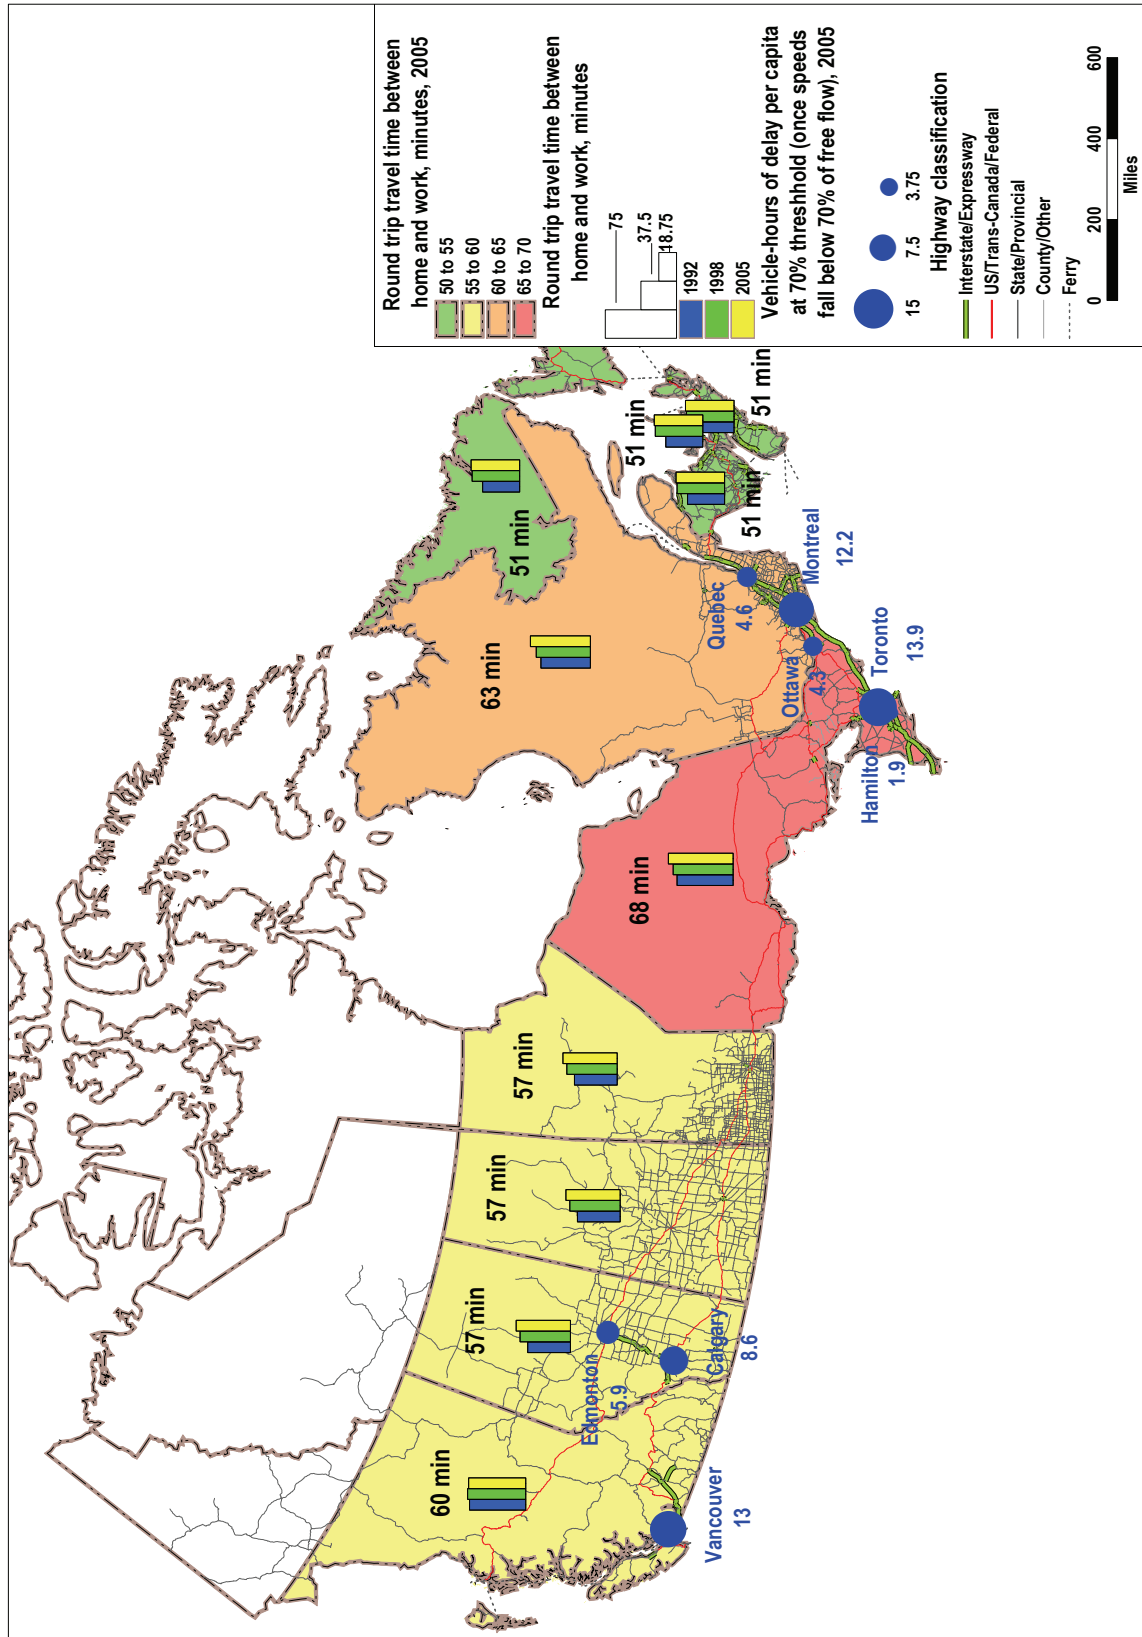 Round trip travel time between
home and work, minutes, 2005
50 to 55
55 to 60
60 to 65
65 to 70
Round trip travel time between
home and work, minutes
75
37.5
18.75
1992
1998
2005
Vehicle-hours of delay per capita
at 70% threshhold (once speeds
fall below 70% of free flow), 2005
15
7.5
3.75
Highway classification
Interstate/Expressway
US/Trans-Canada/Federal
State/Provincial
County/Other
Ferry
0
200
400
600
Miles
60 min
57 min
57 min
57 min
68 min
63 min
51 min
51 min
51 min
51 min
Vancouver
13
Edmonton
5.9
Calgary
8.6
Hamilton
1.9
Toronto
13.9
Ottawa
4.3
Montreal
12.2
Quebec
4.6